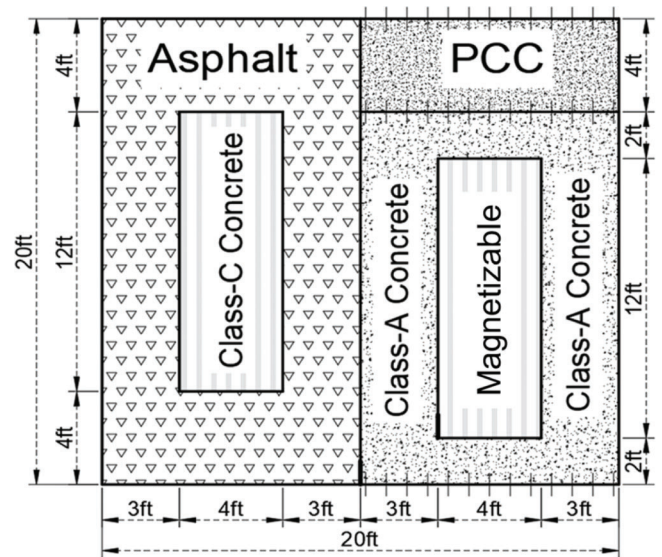 Asphalt
PCC
4ft
12ft
4ft
20ft
4ft
2ft
12ft
2ft
Class-C Concrete
Class-A Concrete
Magnetizable
Class-A Concrete
3ft
4ft
3ft
3ft
4ft
3ft
20ft